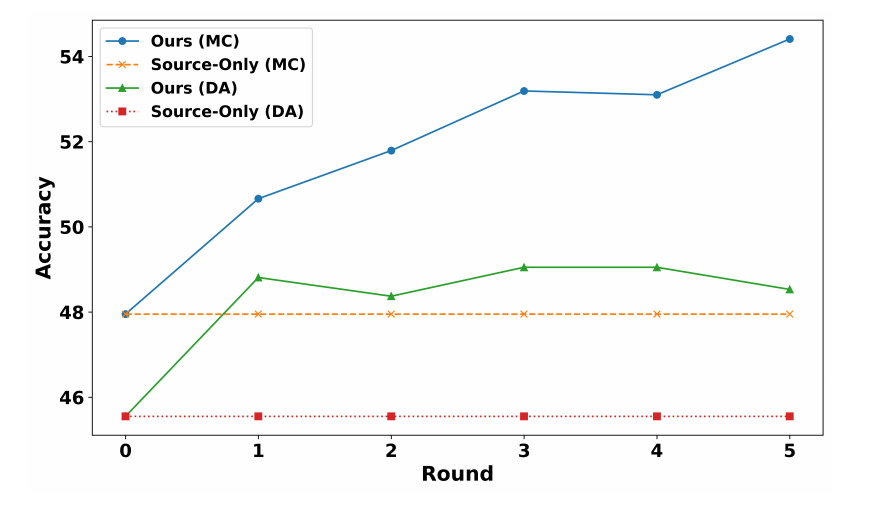 54
52
50
48
46
Accuracy
Ours (MC)
Source-Only (MC)
Ours (DA)
Source-Only (DA)
0 1 2 3 4 5
Round